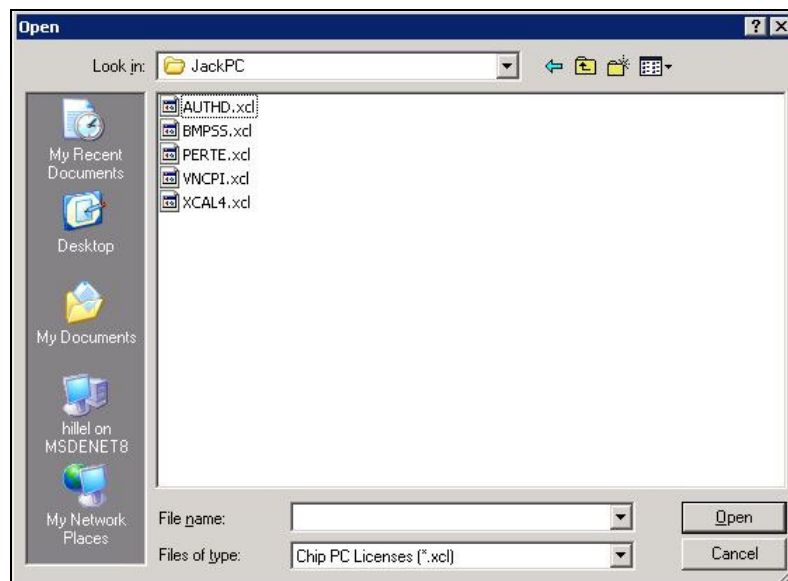 Open
Look in: JackPC
My Recent
Documents
Desktop
My Documents
hillel on
MSDENET8
My Network
Places
AUTHD.xcl
BMPSS.xcl
PERTE.xcl
VNCPI.xcl
XCAL4.xcl
File name:
Open
Files of type: Chip PC Licenses (*.xcl)
Cancel